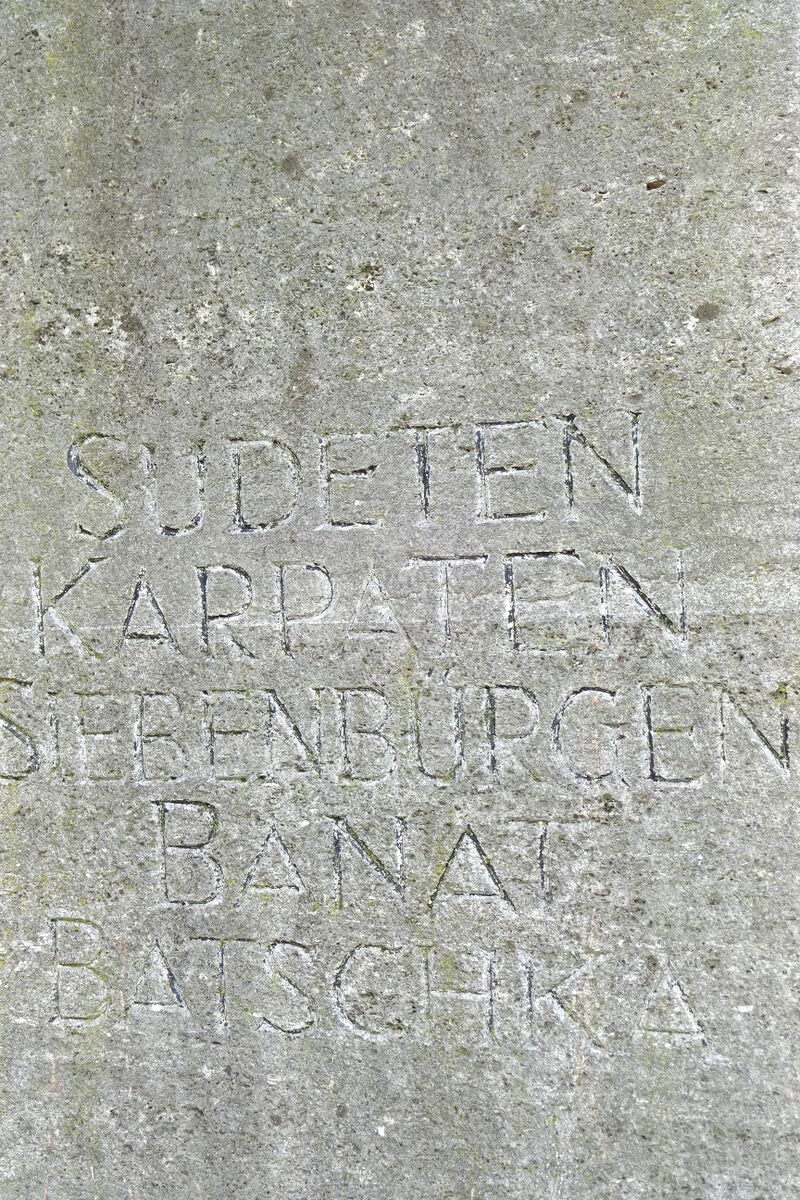 SUDETEN
KARPATEN
SIEBENBÜRGEN
BANAT
BATSCHKA